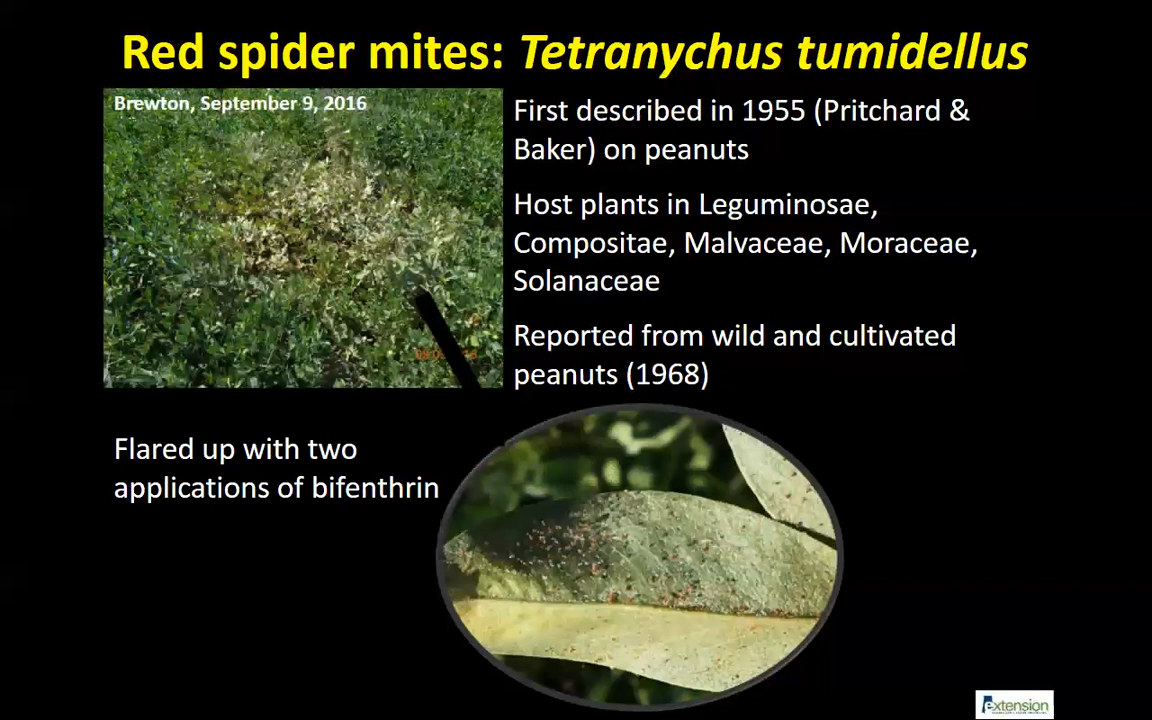 Red spider mites: Tetranychus tumidellus
Brewton, September 9, 2016
First described in 1955 (Pritchard &
Baker) on peanuts
Host plants in Leguminosae,
Compositae, Malvaceae, Moraceae,
Solanaceae
Reported from wild and cultivated
peanuts (1968)
Flared up with two
applications of bifenthrin
extension